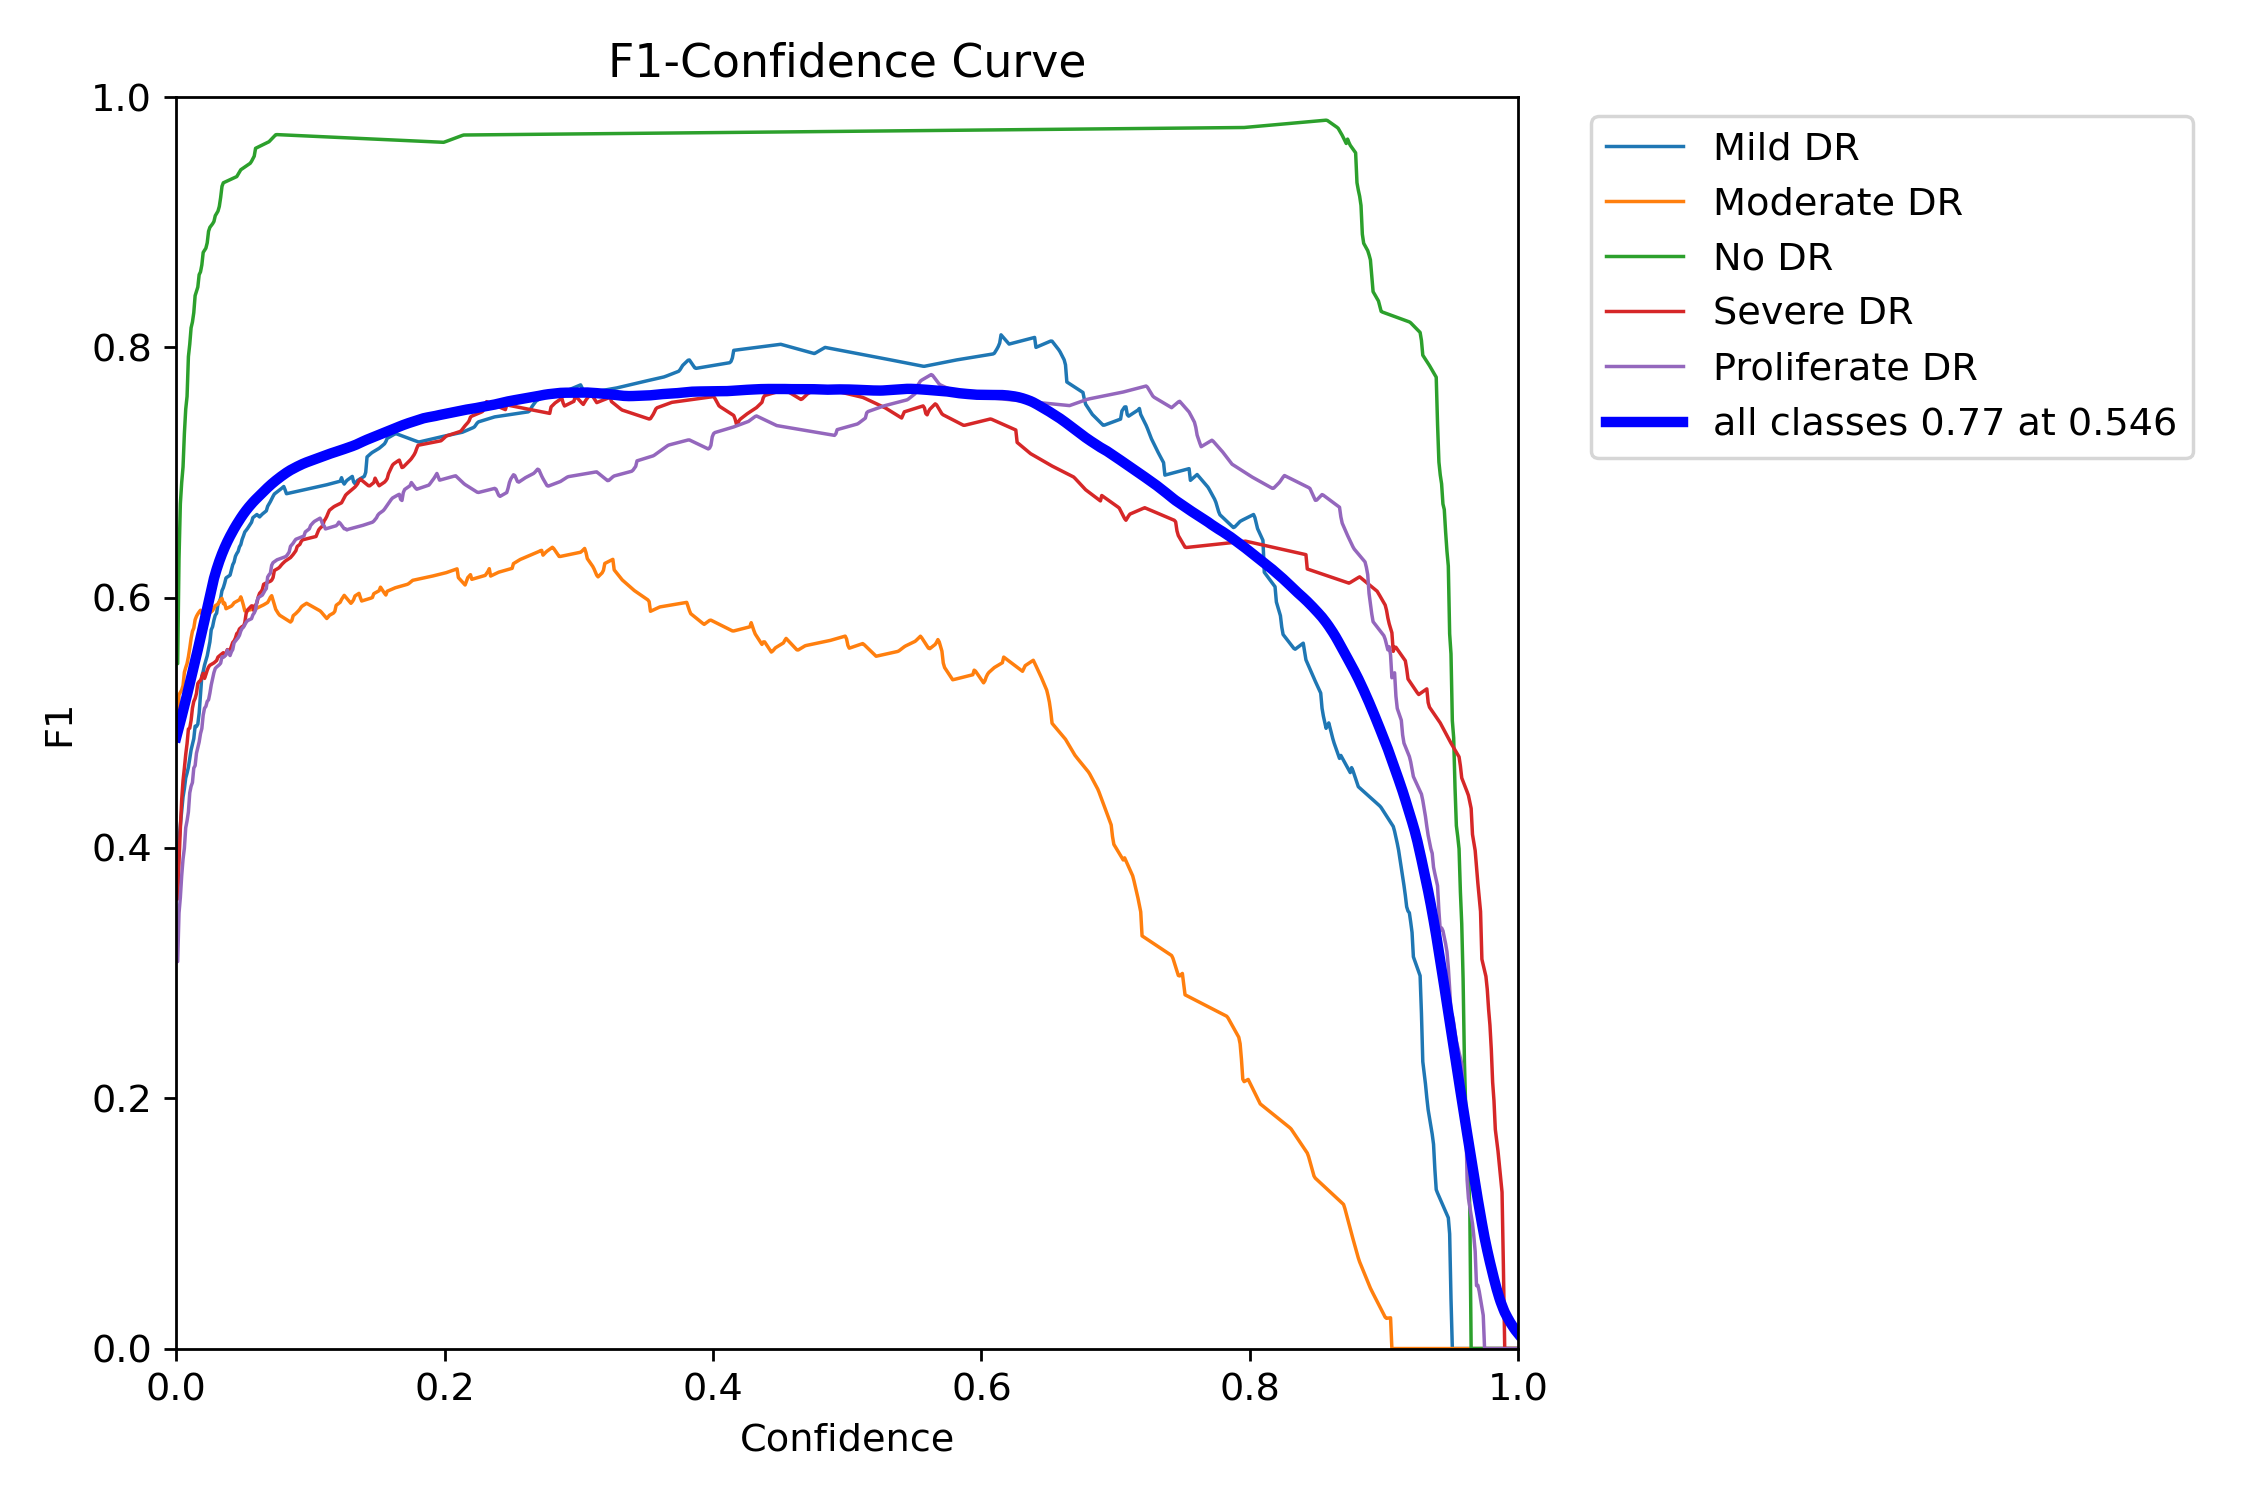 F1-Confidence Curve
1.0
0.8
0.6
0.4
0.2
0.0
F1
0.0 0.2 0.4 0.6 0.8 1.0
Confidence
Mild DR
Moderate DR
No DR
Severe DR
Proliferate DR
all classes 0.77 at 0.546